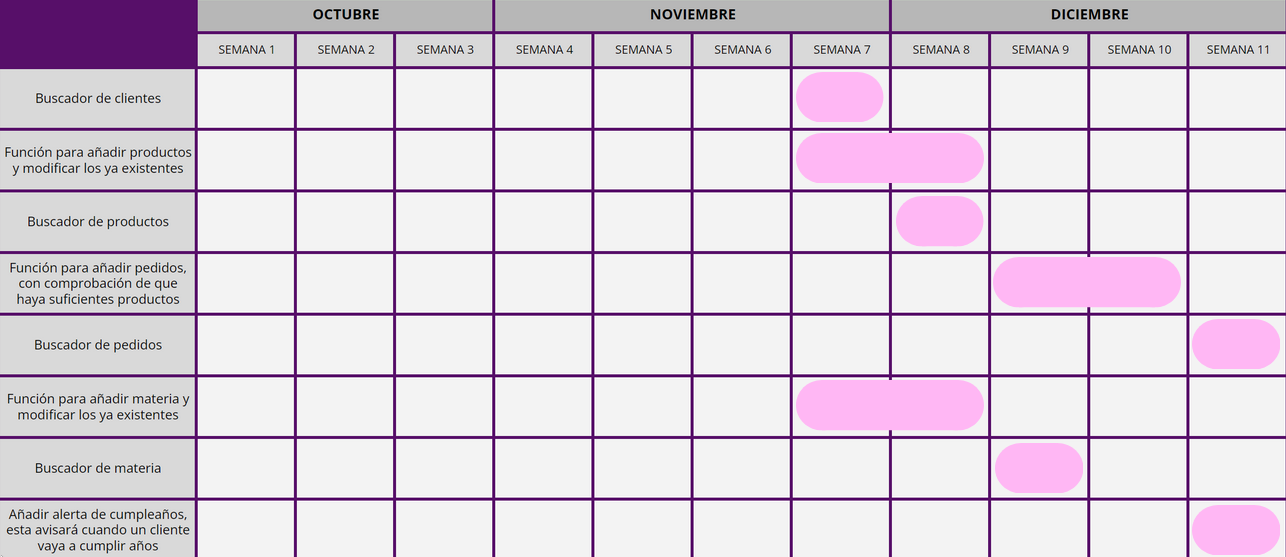 OCTUBRE NOVIEMBRE DICIEMBRE
SEMANA 1 SEMANA 2 SEMANA 3 SEMANA 4 SEMANA 5 SEMANA 6 SEMANA 7 SEMANA 8 SEMANA 9 SEMANA 10 SEMANA 11
Buscador de clientes
Función para añadir productos
y modificar los ya existentes
Buscador de productos
Función para añadir pedidos,
con comprobación de que
haya suficientes productos
Buscador de pedidos
Función para añadir materia y
modificar los ya existentes
Buscador de materia
Añadir alerta de cumpleaños,
esta avisará cuando un cliente
vaya a cumplir años